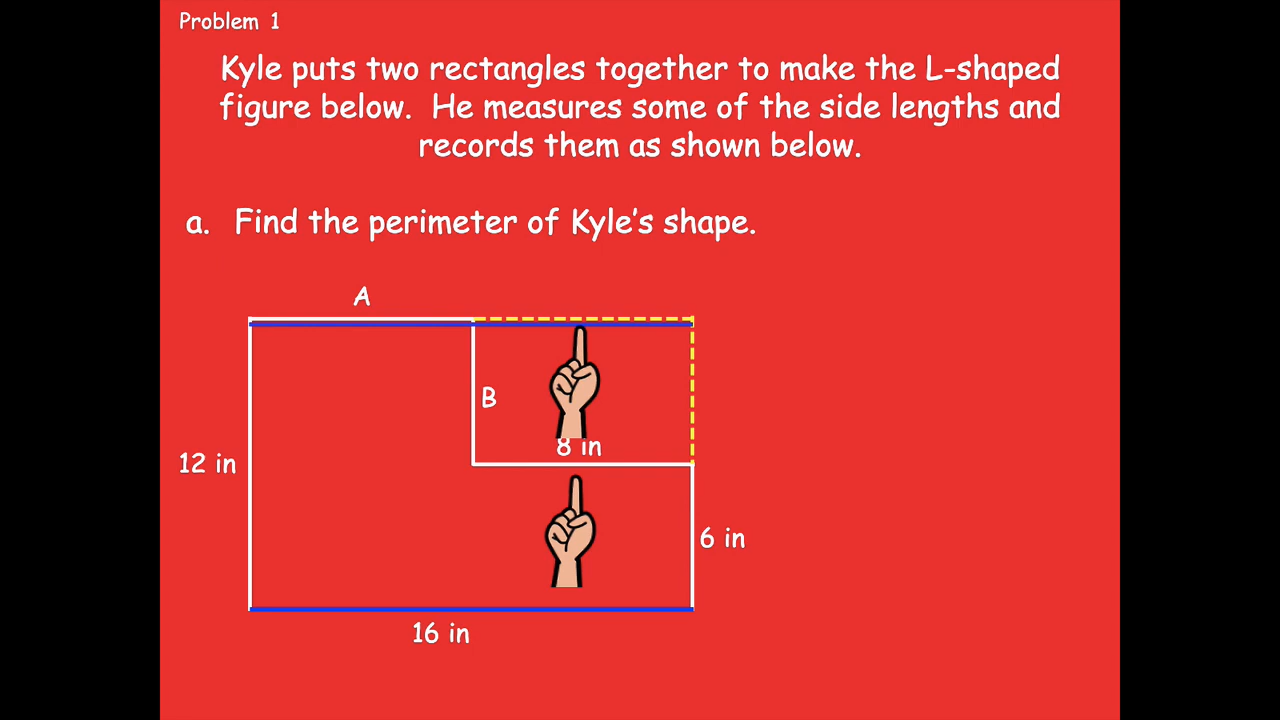 Problem 1
Kyle puts two rectangles together to make the L-shaped
figure below. He measures some of the side lengths and
records them as shown below.
a. Find the perimeter of Kyle's shape.
A
B
8 in
12 in
6 in
16 in